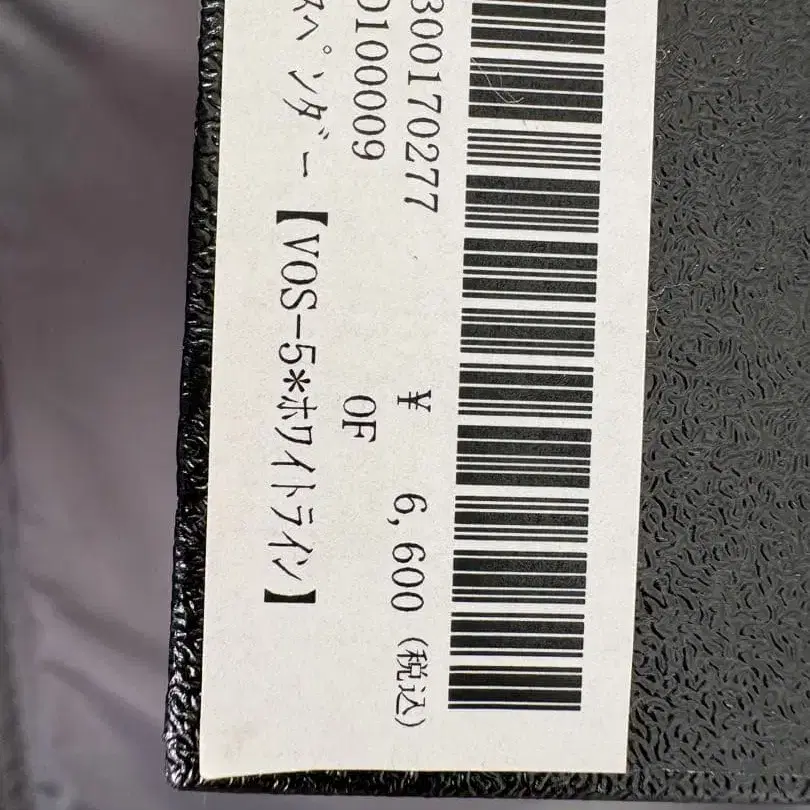 300170277 ¥ 6,600 (税込)
0100009 0F
ｽﾍﾟﾝﾀﾞｰ【VOS-5*ﾎﾜｲﾄﾗｲﾝ】